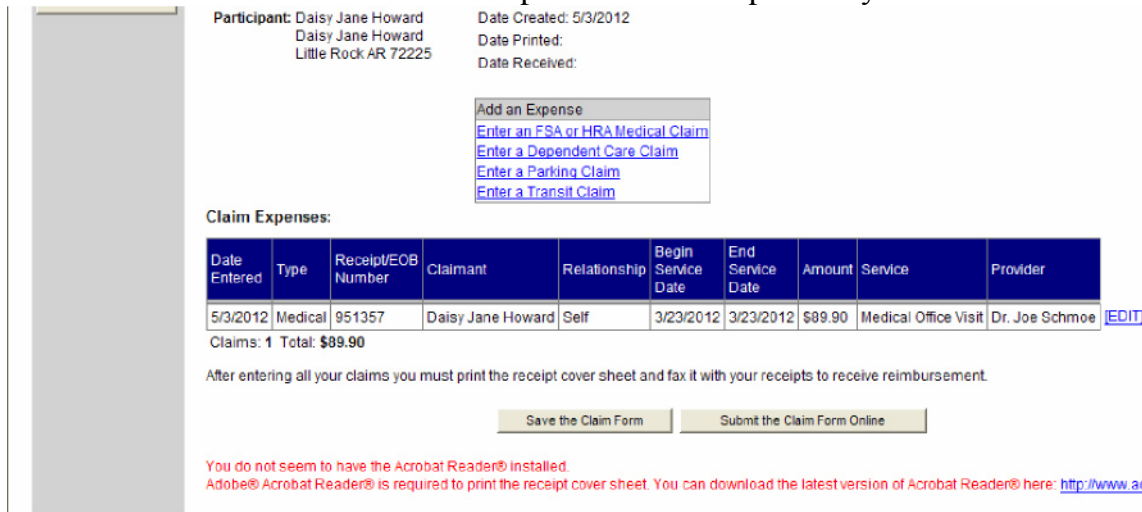 Participant: Daisy Jane Howard
Daisy Jane Howard
Little Rock AR 72225
Date Created: 5/3/2012
Date Printed:
Date Received:
Add an Expense
Enter an FSA or HRA Medical Claim
Enter a Dependent Care Claim
Enter a Parking Claim
Enter a Transit Claim
Claim Expenses:
Date Entered Type Receipt/EOB Number Claimant Relationship Begin Service Date End Service Date Amount Service Provider
5/3/2012 Medical 951357 Daisy Jane Howard Self 3/23/2012 3/23/2012 $89.90 Medical Office Visit Dr. Joe Schmoe [EDIT]
Claims: 1 Total: $89.90
After entering all your claims you must print the receipt cover sheet and fax it with your receipts to receive reimbursement.
Save the Claim Form Submit the Claim Form Online
You do not seem to have the Acrobat Reader® installed.
Adobe® Acrobat Reader® is required to print the receipt cover sheet. You can download the latest version of Acrobat Reader® here: http://www.a